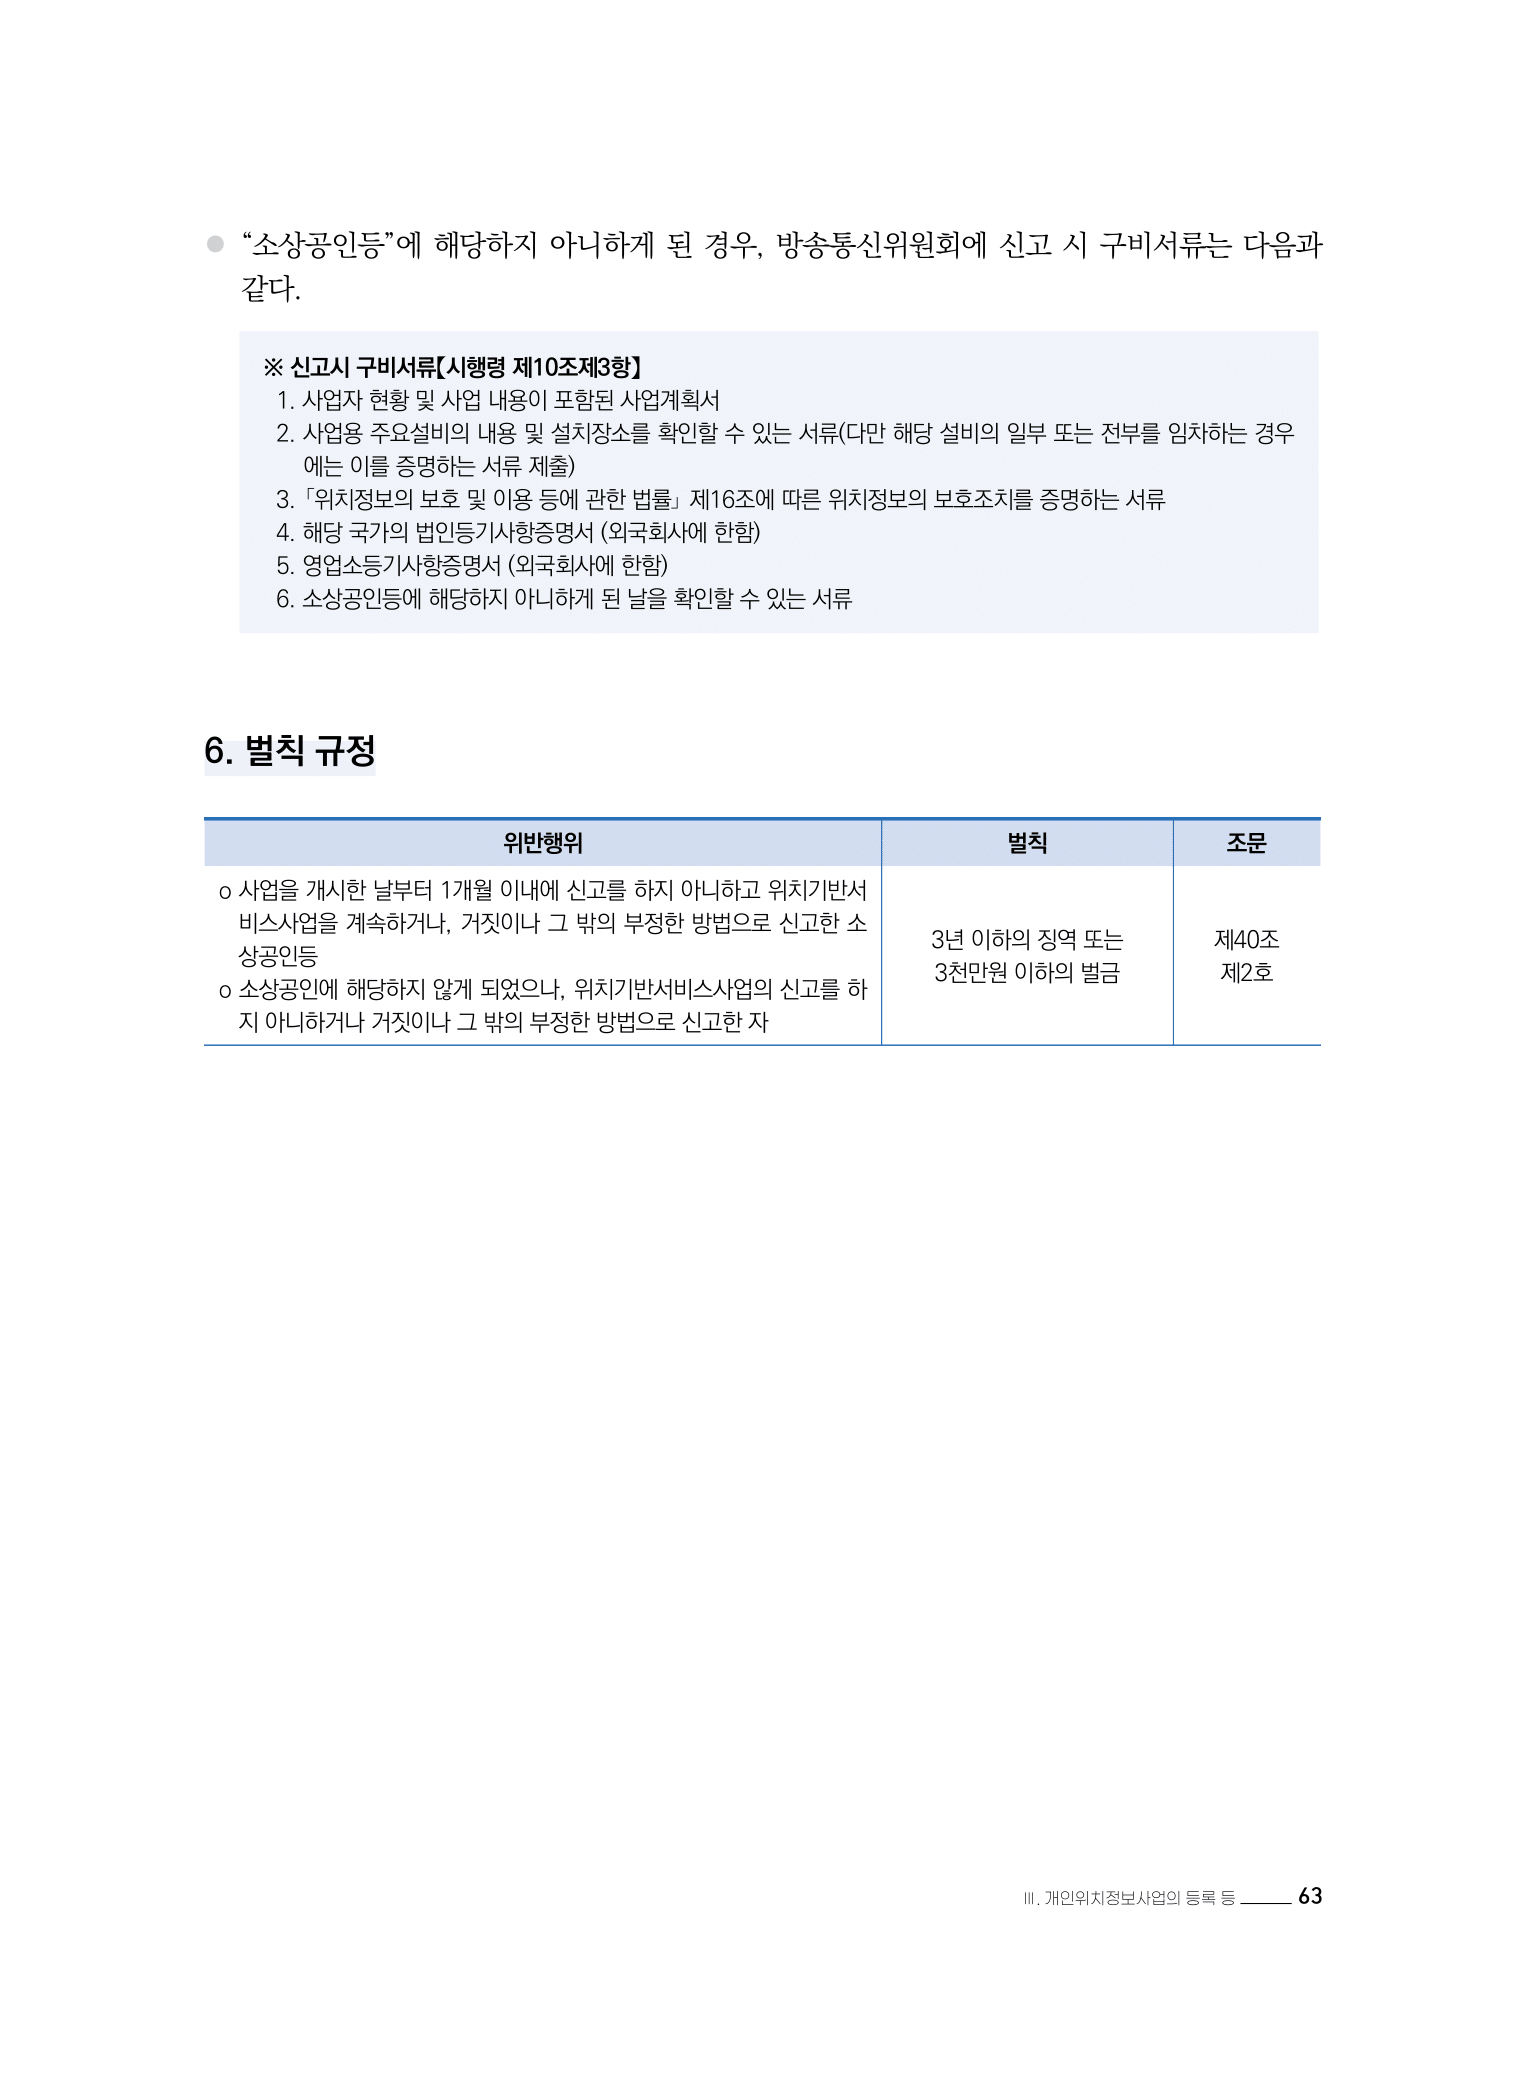 ● “소상공인등”에 해당하지 아니하게 된 경우, 방송통신위원회에 신고 시 구비서류는 다음과
같다.
※ 신고시 구비서류【시행령 제10조제3항】
1. 사업자 현황 및 사업 내용이 포함된 사업계획서
2. 사업용 주요설비의 내용 및 설치장소를 확인할 수 있는 서류(다만 해당 설비의 일부 또는 전부를 임차하는 경우
에는 이를 증명하는 서류 제출)
3. 「위치정보의 보호 및 이용 등에 관한 법률」 제16조에 따른 위치정보의 보호조치를 증명하는 서류
4. 해당 국가의 법인등기사항증명서 (외국회사에 한함)
5. 영업소등기사항증명서 (외국회사에 한함)
6. 소상공인등에 해당하지 아니하게 된 날을 확인할 수 있는 서류
6. 벌칙 규정
위반행위 벌칙 조문
o 사업을 개시한 날부터 1개월 이내에 신고를 하지 아니하고 위치기반서
비스사업을 계속하거나, 거짓이나 그 밖의 부정한 방법으로 신고한 소
상공인등
o 소상공인에 해당하지 않게 되었으나, 위치기반서비스사업의 신고를 하
지 아니하거나 거짓이나 그 밖의 부정한 방법으로 신고한 자
3년 이하의 징역 또는
3천만원 이하의 벌금
제40조
제2호
Ⅲ. 개인위치정보사업의 등록 등 63